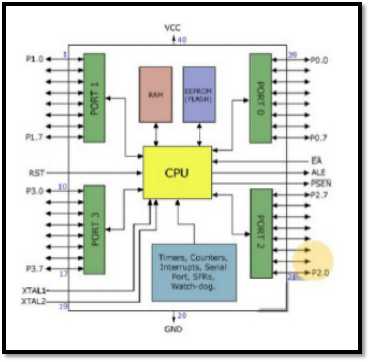 VCC
40
1
39
P1.0
P0.0
PORT 1
RAM
EEPROM
(FLASH)
PORT 0
P1.7
P0.7
CPU
EA
RST
ALE
PSEN
P3.0
10
P2.7
PORT 3
PORT 2
Timers, Counters,
Interrupts, Serial
Port, SFRs,
Watch-dog.
P3.7
17
P2.0
XTAL1
XTAL2
19
20
GND